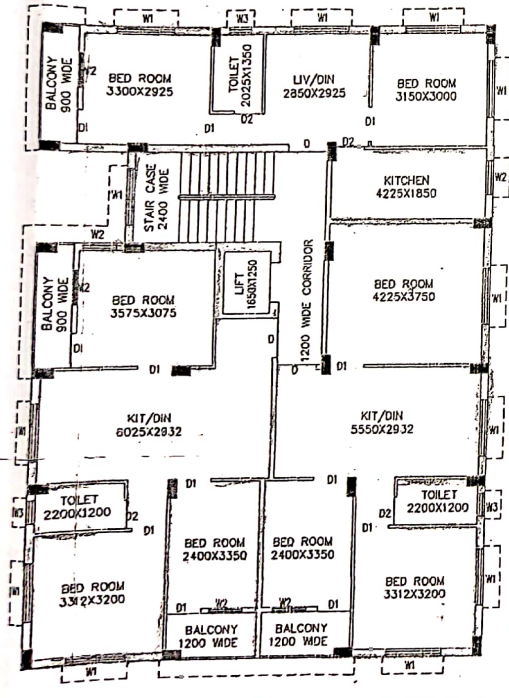 W1
W3
W1
W1
BALCONY
900 WIDE
W2
BED ROOM
3300X2925
TOILET
2025X1350
LIV/DIN
2850X2925
BED ROOM
3150X3000
W1
D1
D1
D2
D1
D
D2
W1
STAIR CASE
2400 WIDE
KITCHEN
4225X1850
W2
W2
BALCONY
900 WIDE
W2
BED ROOM
3575X3075
LIFT
1650X1250
1200 WIDE CORRIDOR
BED ROOM
4225X3750
W1
D1
D
D1
D
D1
W1
KIT/DIN
6025X2932
KIT/DIN
5550X2932
W1
D1
D1
W3
TOILET
2200X1200
D2
D1
D2
TOILET
2200X1200
W3
D1
BED ROOM
2400X3350
BED ROOM
2400X3350
D1
W1
BED ROOM
3312X3200
BED ROOM
3312X3200
W1
D1
W2
W2
D1
BALCONY
1200 WIDE
BALCONY
1200 WIDE
W1
W1